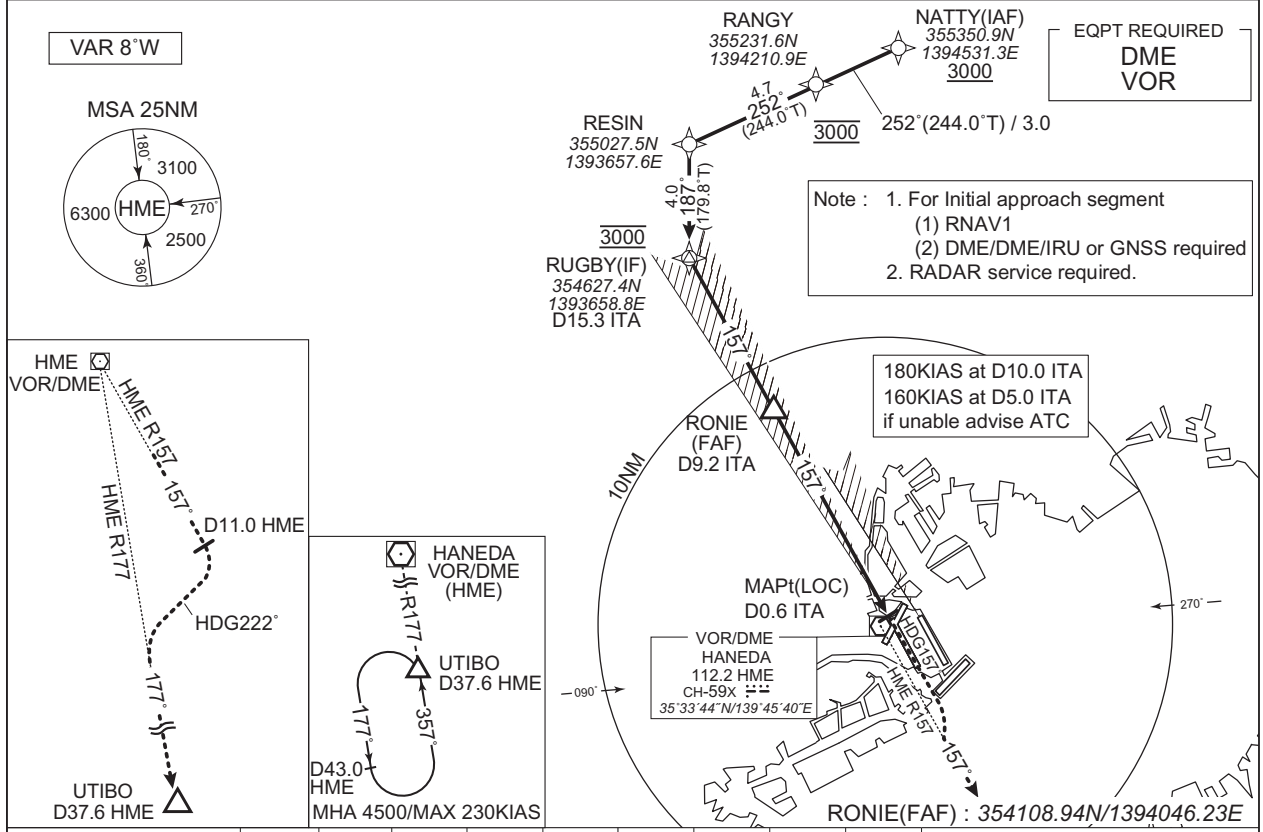 VAR 8°W
MSA 25NM
180°
3100
HME
270°
6300
2500
360°
RANGY
355231.6N
1394210.9E
NATTY(IAF)
355350.9N
1394531.3E
3000
EQPT REQUIRED
DME
VOR
4.7
252°
(244.0°T)
3000
252°(244.0°T) / 3.0
RESIN
355027.5N
1393657.6E
4.0
187°
(179.8°T)
3000
RUGBY(IF)
354627.4N
1393658.8E
D15.3 ITA
Note : 1. For Initial approach segment
(1) RNAV1
(2) DME/DME/IRU or GNSS required
2. RADAR service required.
157°
180KIAS at D10.0 ITA
160KIAS at D5.0 ITA
if unable advise ATC
RONIE
(FAF)
D9.2 ITA
10NM
157°
MAPt(LOC)
D0.6 ITA
VOR/DME
HANEDA
112.2 HME
CH-59X
35°33´44˝N/139°45´40˝E
HDG157°
HME R157
157°
270°
090°
RONIE(FAF) : 354108.94N/1394046.23E
HME
VOR/DME
HME R157
157°
HME R177
D11.0 HME
HDG222°
177°
UTIBO
D37.6 HME
HANEDA
VOR/DME
(HME)
R177
UTIBO
D37.6 HME
177°
357°
D43.0
HME
MHA 4500/MAX 230KIAS